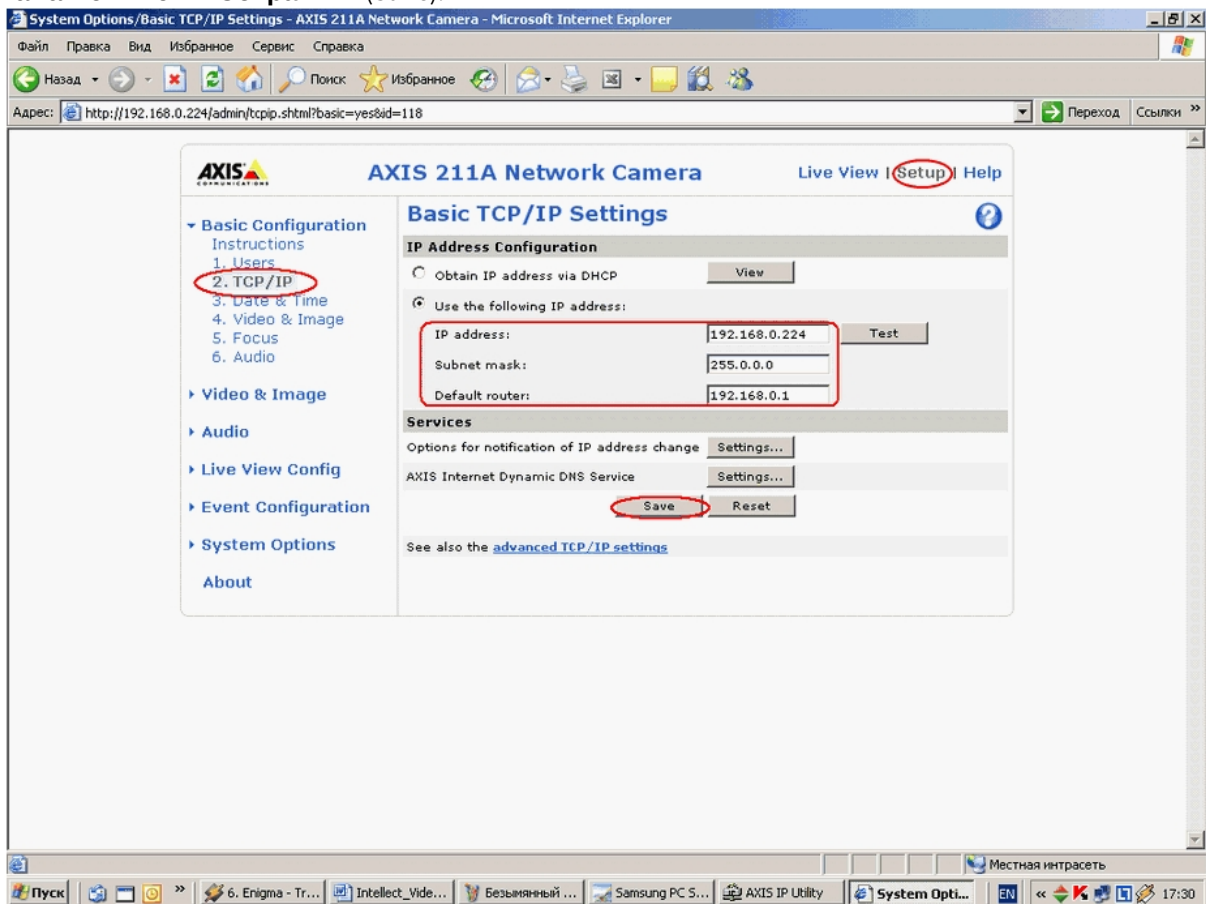 (Save).
System Options/Basic TCP/IP Settings - AXIS 211A Network Camera - Microsoft Internet Explorer
Файл Правка Вид Избранное Сервис Справка
Назад Поиск Избранное
Адрес: http://192.168.0.224/admin/tcpip.shtml?basic=yes&id=118 Переход Ссылки »
AXIS COMMUNICATIONS AXIS 211A Network Camera Live View | Setup | Help
Basic Configuration
Instructions
1. Users
2. TCP/IP
3. Date & Time
4. Video & Image
5. Focus
6. Audio
Video & Image
Audio
Live View Config
Event Configuration
System Options
About
Basic TCP/IP Settings
IP Address Configuration
Obtain IP address via DHCP View
Use the following IP address:
IP address: 192.168.0.224 Test
Subnet mask: 255.0.0.0
Default router: 192.168.0.1
Services
Options for notification of IP address change Settings...
AXIS Internet Dynamic DNS Service Settings...
Save Reset
See also the advanced TCP/IP settings
Местная интрасеть
Пуск » 6. Enigma - Tr... Intellect_Vide... Безымянный ... Samsung PC S... AXIS IP Utility System Opti... EN « 17:30